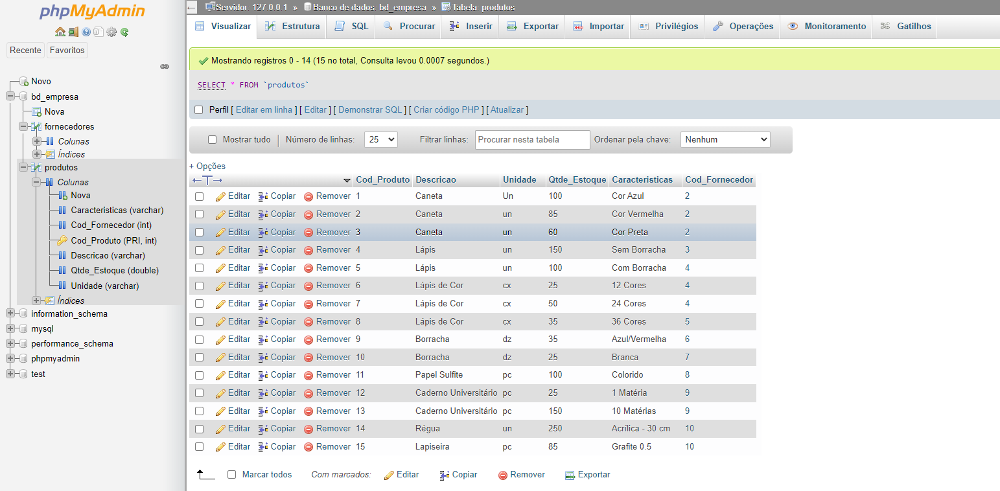 phpMyAdmin
Recente Favoritos
Novo
bd_empresa
Nova
fornecedores
Colunas
Índices
produtos
Colunas
Nova
Caracteristicas (varchar)
Cod_Fornecedor (int)
Cod_Produto (PRI, int)
Descricao (varchar)
Qtde_Estoque (double)
Unidade (varchar)
Índices
information_schema
mysql
performance_schema
phpmyadmin
test
Servidor: 127.0.0.1 » Banco de dados: bd_empresa » Tabela: produtos
Visualizar Estrutura SQL Procurar Inserir Exportar Importar Privilégios Operações Monitoramento Gatilhos
Mostrando registros 0 - 14 (15 no total, Consulta levou 0.0007 segundos.)
SELECT * FROM `produtos`
Perfil [ Editar em linha ] [ Editar ] [ Demonstrar SQL ] [ Criar código PHP ] [ Atualizar ]
Mostrar tudo Número de linhas: 25 Filtrar linhas: Procurar nesta tabela Ordenar pela chave: Nenhum
+ Opções
←T→ Cod_Produto Descricao Unidade Qtde_Estoque Caracteristicas Cod_Fornecedor
Editar Copiar Remover 1 Caneta Un 100 Cor Azul 2
Editar Copiar Remover 2 Caneta un 85 Cor Vermelha 2
Editar Copiar Remover 3 Caneta un 60 Cor Preta 2
Editar Copiar Remover 4 Lápis un 150 Sem Borracha 3
Editar Copiar Remover 5 Lápis un 100 Com Borracha 4
Editar Copiar Remover 6 Lápis de Cor cx 25 12 Cores 4
Editar Copiar Remover 7 Lápis de Cor cx 50 24 Cores 4
Editar Copiar Remover 8 Lápis de Cor cx 35 36 Cores 5
Editar Copiar Remover 9 Borracha dz 35 Azul/Vermelha 6
Editar Copiar Remover 10 Borracha dz 25 Branca 7
Editar Copiar Remover 11 Papel Sulfite pc 100 Colorido 8
Editar Copiar Remover 12 Caderno Universitário pc 25 1 Matéria 9
Editar Copiar Remover 13 Caderno Universitário pc 150 10 Matérias 9
Editar Copiar Remover 14 Régua un 250 Acrílica - 30 cm 10
Editar Copiar Remover 15 Lapiseira pc 85 Grafite 0.5 10
Marcar todos Com marcados: Editar Copiar Remover Exportar